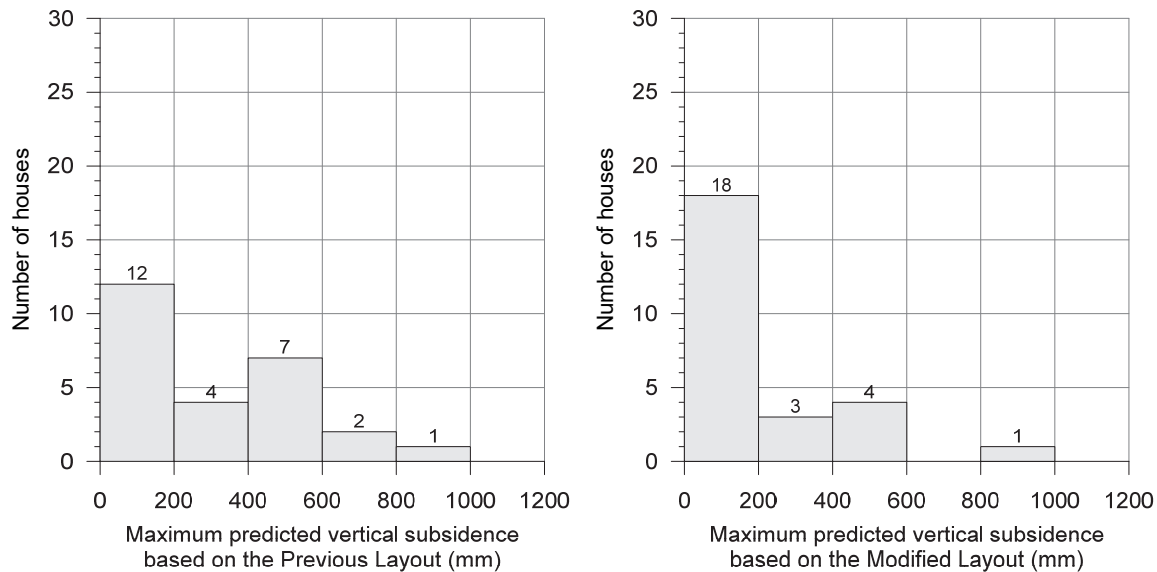 30
25
20
15
10
5
0
Number of houses
12
4
7
2
1
0 200 400 600 800 1000 1200
Maximum predicted vertical subsidence
based on the Previous Layout (mm)
30
25
20
15
10
5
0
Number of houses
18
3
4
1
0 200 400 600 800 1000 1200
Maximum predicted vertical subsidence
based on the Modified Layout (mm)